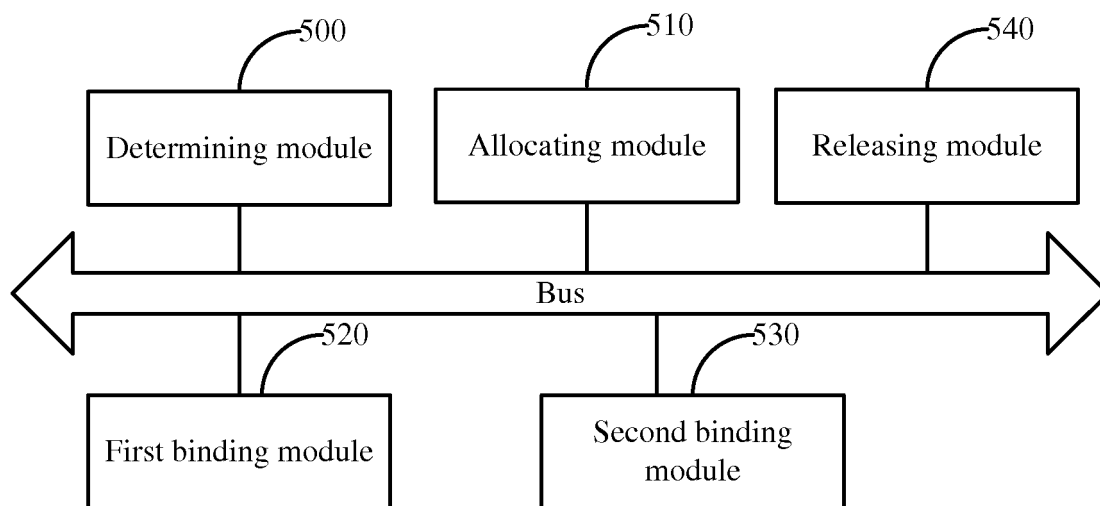 500
510
540
Determining module
Allocating module
Releasing module
Bus
520
530
First binding module
Second binding
module